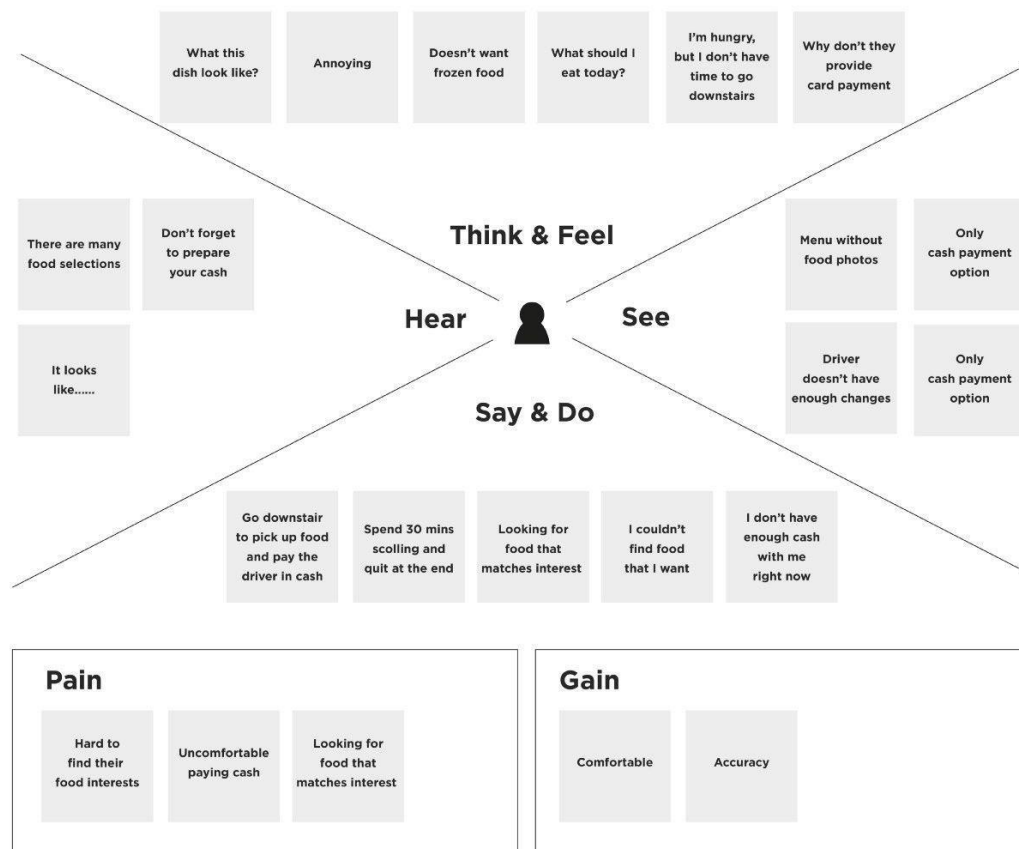 What this
dish look like?
Annoying
Doesn't want
frozen food
What should I
eat today?
I'm hungry,
but I don't have
time to go
downstairs
Why don't they
provide
card payment
Think & Feel
There are many
food selections
Don't forget
to prepare
your cash
It looks
like......
Hear
See
Menu without
food photos
Only
cash payment
option
Driver
doesn't have
enough changes
Only
cash payment
option
Say & Do
Go downstair
to pick up food
and pay the
driver in cash
Spend 30 mins
scolling and
quit at the end
Looking for
food that
matches interest
I couldn't
find food
that I want
I don't have
enough cash
with me
right now
Pain
Hard to
find their
food interests
Uncomfortable
paying cash
Looking for
food that
matches interest
Gain
Comfortable
Accuracy